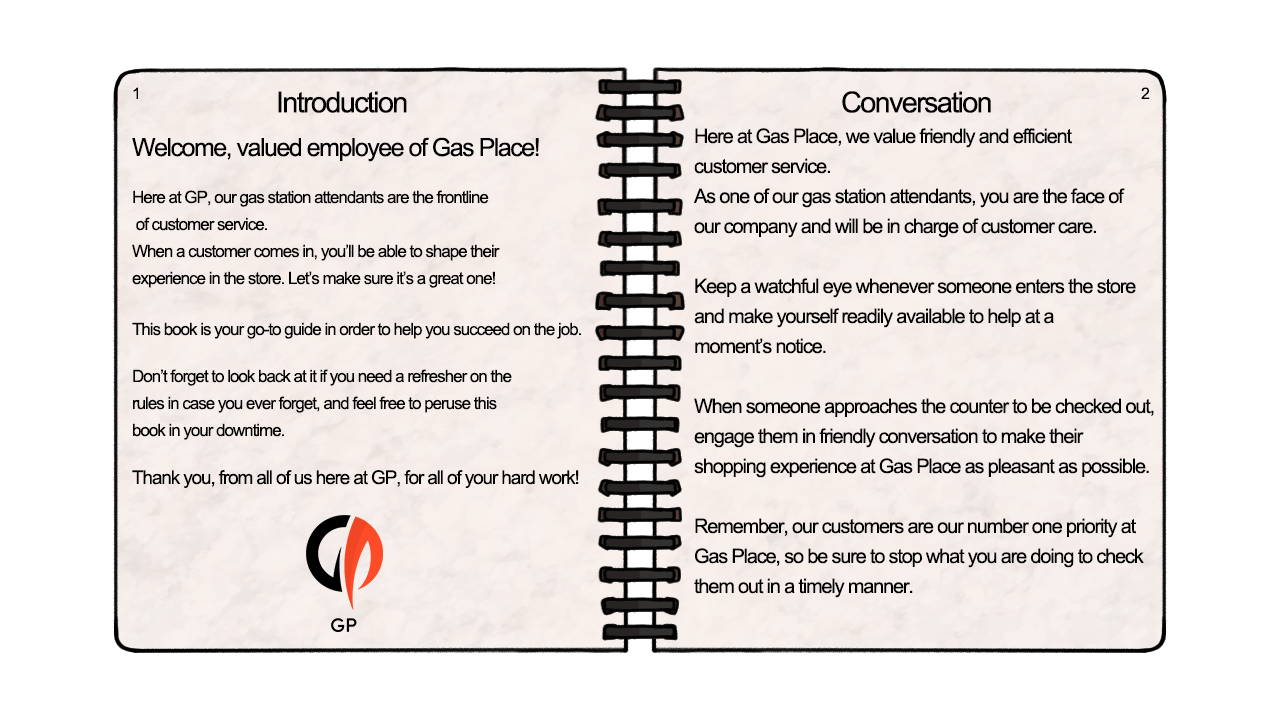 1
Introduction
Welcome, valued employee of Gas Place!
Here at GP, our gas station attendants are the frontline
of customer service.
When a customer comes in, you'll be able to shape their
experience in the store. Let's make sure it's a great one!
This book is your go-to guide in order to help you succeed on the job.
Don't forget to look back at it if you need a refresher on the
rules in case you ever forget, and feel free to peruse this
book in your downtime.
Thank you, from all of us here at GP, for all of your hard work!
GP
2
Conversation
Here at Gas Place, we value friendly and efficient
customer service.
As one of our gas station attendants, you are the face of
our company and will be in charge of customer care.
Keep a watchful eye whenever someone enters the store
and make yourself readily available to help at a
moment's notice.
When someone approaches the counter to be checked out,
engage them in friendly conversation to make their
shopping experience at Gas Place as pleasant as possible.
Remember, our customers are our number one priority at
Gas Place, so be sure to stop what you are doing to check
them out in a timely manner.